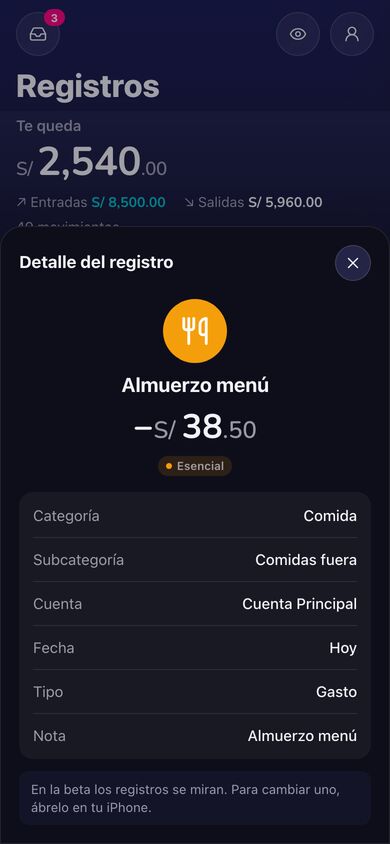 3
Registros
Te queda
S/ 2,540.00
↗ Entradas S/ 8,500.00 ↘ Salidas S/ 5,960.00
Detalle del registro
Almuerzo menú
−S/ 38.50
Esencial
Categoría Comida
Subcategoría Comidas fuera
Cuenta Cuenta Principal
Fecha Hoy
Tipo Gasto
Nota Almuerzo menú
En la beta los registros se miran. Para cambiar uno,
ábrelo en tu iPhone.